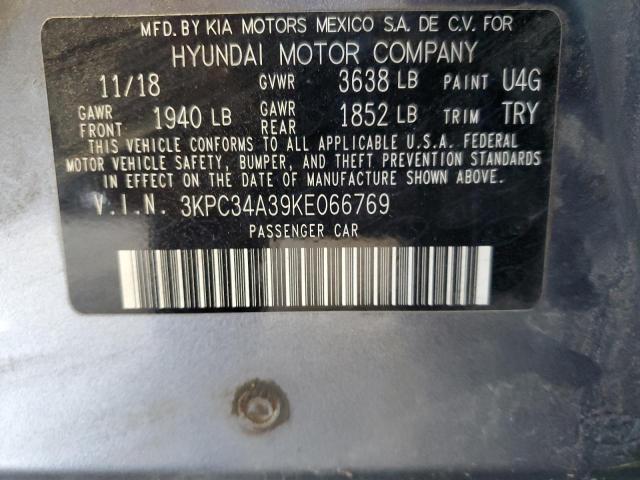 MFD. BY KIA MOTORS MEXICO S.A. DE C.V. FOR
HYUNDAI MOTOR COMPANY
11/18 GVWR 3638 LB PAINT U4G
GAWR FRONT 1940 LB GAWR REAR 1852 LB TRIM TRY
THIS VEHICLE CONFORMS TO ALL APPLICABLE U.S.A. FEDERAL
MOTOR VEHICLE SAFETY, BUMPER, AND THEFT PREVENTION STANDARDS
IN EFFECT ON THE DATE OF MANUFACTURE SHOWN ABOVE.
V.I.N. 3KPC34A39KE066769
PASSENGER CAR